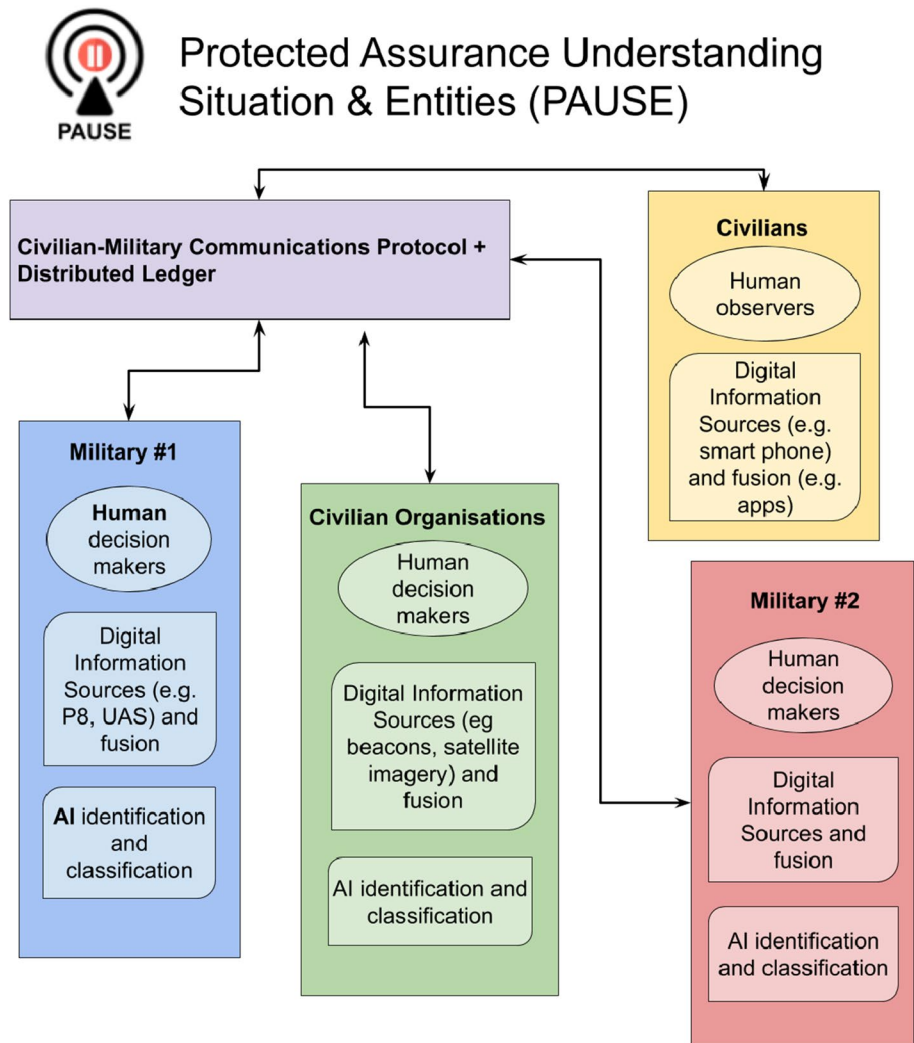 PAUSE
Protected Assurance Understanding
Situation & Entities (PAUSE)
Civilian-Military Communications Protocol +
Distributed Ledger
Civilians
Human
observers
Digital
Information
Sources (e.g.
smart phone)
and fusion (e.g.
apps)
Military #1
Human
decision
makers
Digital
Information
Sources (e.g.
P8, UAS) and
fusion
AI identification
and
classification
Civilian Organisations
Human
decision
makers
Digital Information
Sources (eg
beacons, satellite
imagery) and
fusion
AI identification and
classification
Military #2
Human
decision
makers
Digital
Information
Sources and
fusion
AI identification
and classification